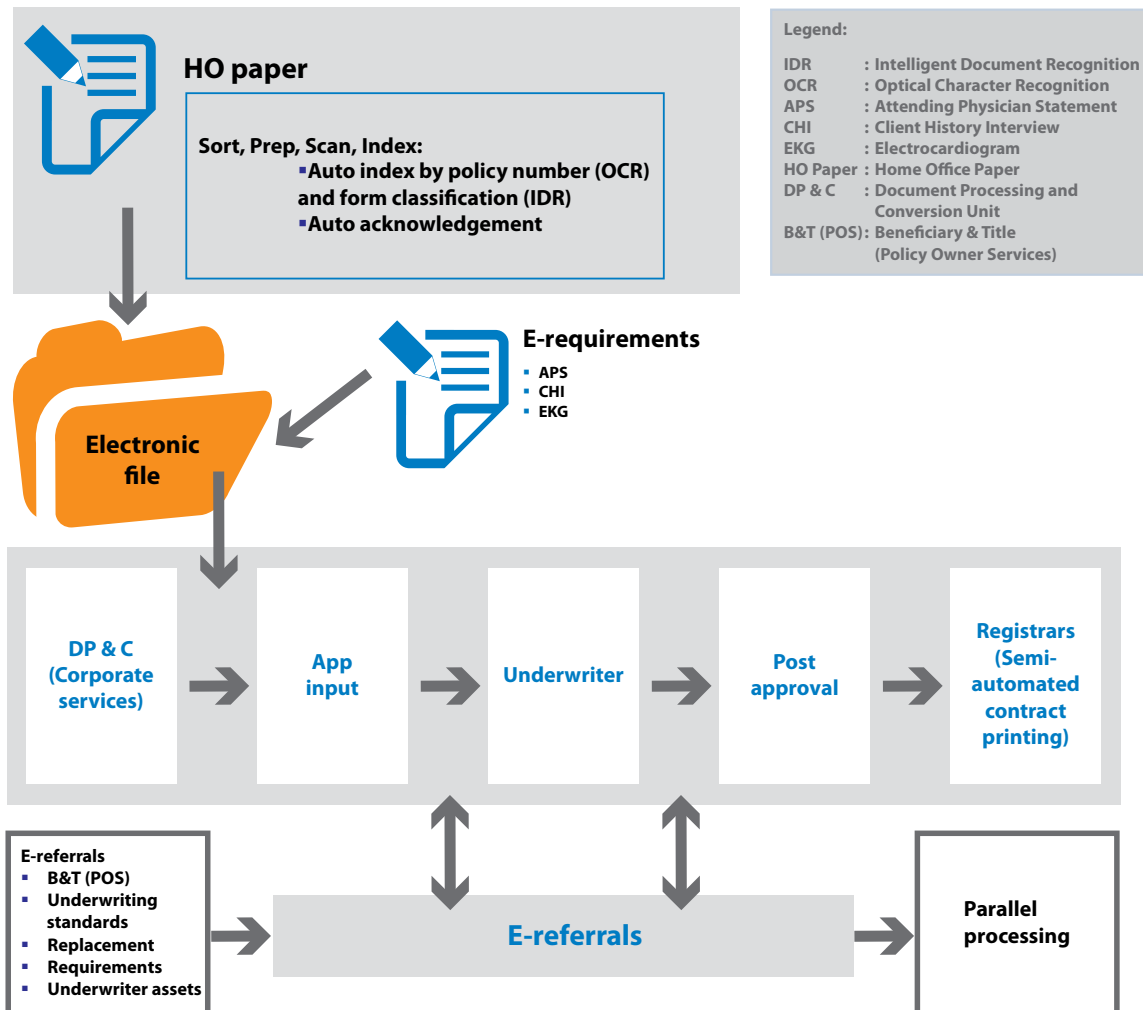 HO paper
Sort, Prep, Scan, Index:
▪Auto index by policy number (OCR)
and form classification (IDR)
▪Auto acknowledgement
Legend:
IDR : Intelligent Document Recognition
OCR : Optical Character Recognition
APS : Attending Physician Statement
CHI : Client History Interview
EKG : Electrocardiogram
HO Paper : Home Office Paper
DP & C : Document Processing and
Conversion Unit
B&T (POS) : Beneficiary & Title
(Policy Owner Services)
E-requirements
▪ APS
▪ CHI
▪ EKG
Electronic
file
DP & C
(Corporate
services)
App
input
Underwriter
Post
approval
Registrars
(Semi-
automated
contract
printing)
E-referrals
▪ B&T (POS)
▪ Underwriting
standards
▪ Replacement
▪ Requirements
▪ Underwriter assets
E-referrals
Parallel
processing